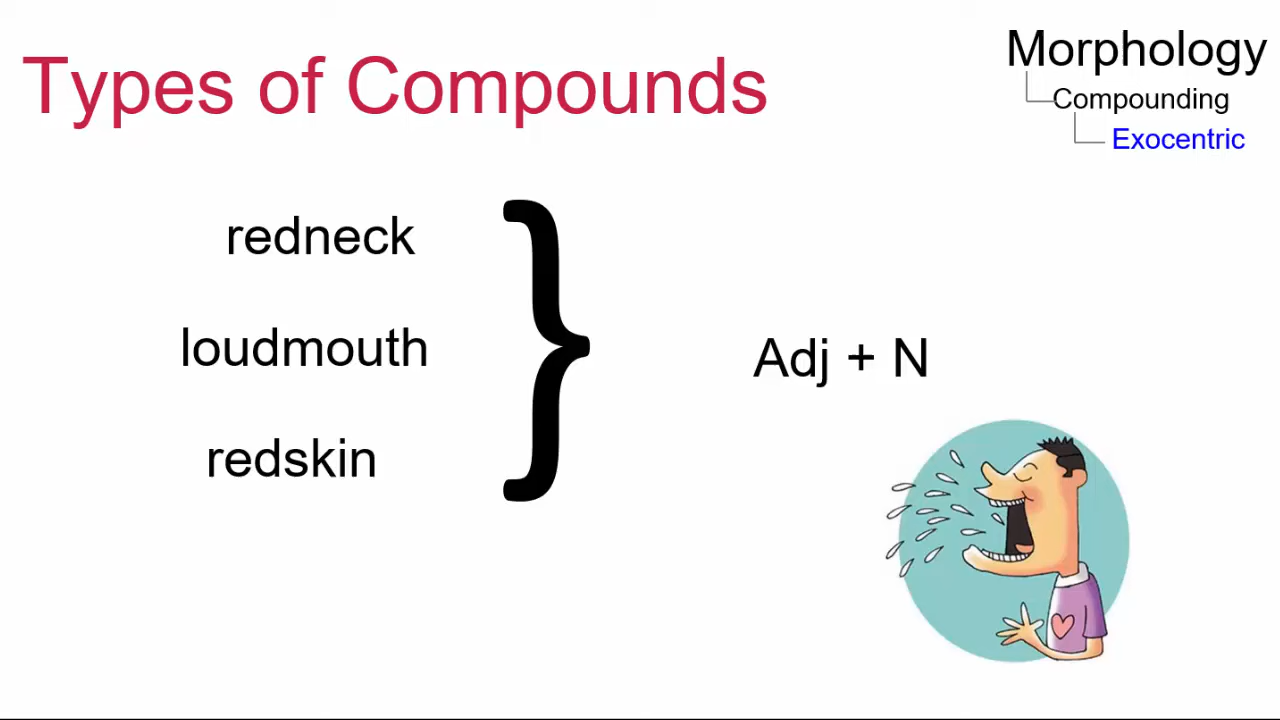 Types of Compounds
Morphology
Compounding
Exocentric
redneck
loudmouth
redskin
}
Adj + N